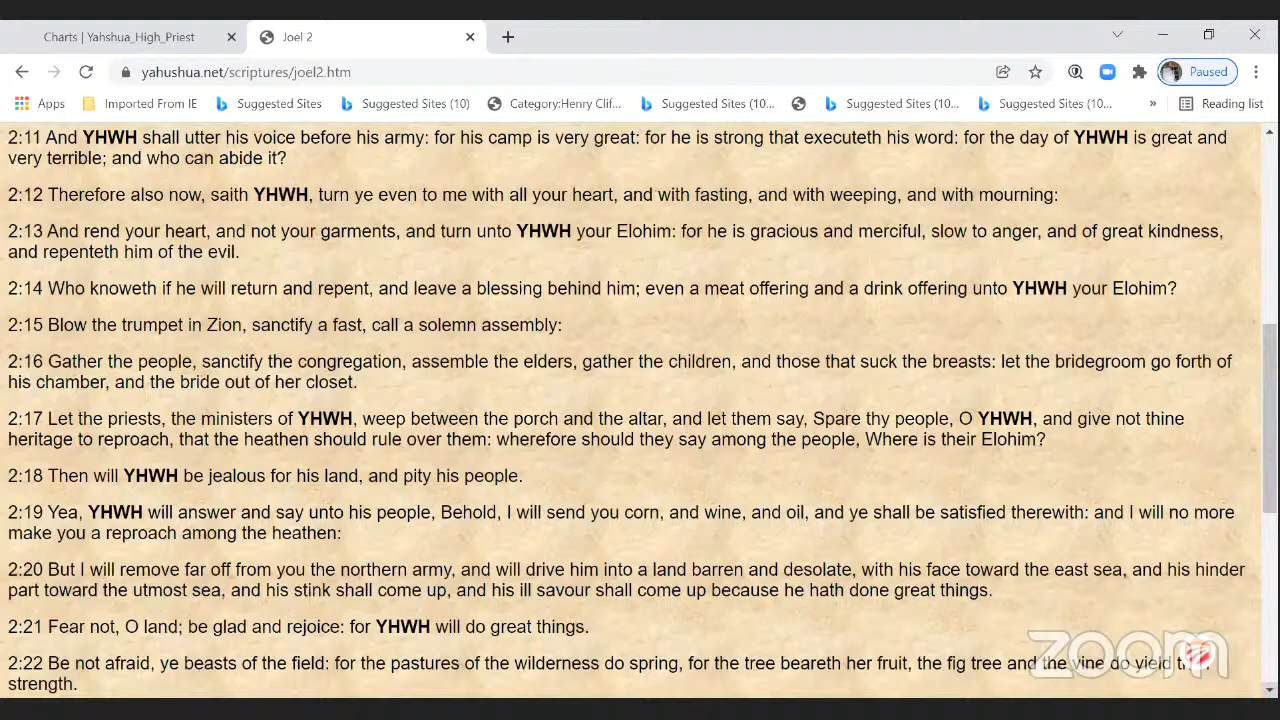 Charts | Yahshua_High_Priest
Joel 2
yahushua.net/scriptures/joel2.htm
Paused
Apps
Imported From IE
Suggested Sites
Suggested Sites (10)
Category:Henry Clif...
Suggested Sites (10...
Suggested Sites (10...
Suggested Sites (10...
»
Reading list
2:11 And YHWH shall utter his voice before his army: for his camp is very great: for he is strong that executeth his word: for the day of YHWH is great and
very terrible; and who can abide it?
2:12 Therefore also now, saith YHWH, turn ye even to me with all your heart, and with fasting, and with weeping, and with mourning:
2:13 And rend your heart, and not your garments, and turn unto YHWH your Elohim: for he is gracious and merciful, slow to anger, and of great kindness,
and repenteth him of the evil.
2:14 Who knoweth if he will return and repent, and leave a blessing behind him; even a meat offering and a drink offering unto YHWH your Elohim?
2:15 Blow the trumpet in Zion, sanctify a fast, call a solemn assembly:
2:16 Gather the people, sanctify the congregation, assemble the elders, gather the children, and those that suck the breasts: let the bridegroom go forth of
his chamber, and the bride out of her closet.
2:17 Let the priests, the ministers of YHWH, weep between the porch and the altar, and let them say, Spare thy people, O YHWH, and give not thine
heritage to reproach, that the heathen should rule over them: wherefore should they say among the people, Where is their Elohim?
2:18 Then will YHWH be jealous for his land, and pity his people.
2:19 Yea, YHWH will answer and say unto his people, Behold, I will send you corn, and wine, and oil, and ye shall be satisfied therewith: and I will no more
make you a reproach among the heathen:
2:20 But I will remove far off from you the northern army, and will drive him into a land barren and desolate, with his face toward the east sea, and his hinder
part toward the utmost sea, and his stink shall come up, and his ill savour shall come up because he hath done great things.
2:21 Fear not, O land; be glad and rejoice: for YHWH will do great things.
2:22 Be not afraid, ye beasts of the field: for the pastures of the wilderness do spring, for the tree beareth her fruit, the fig tree and the vine do yield
strength.
zoom